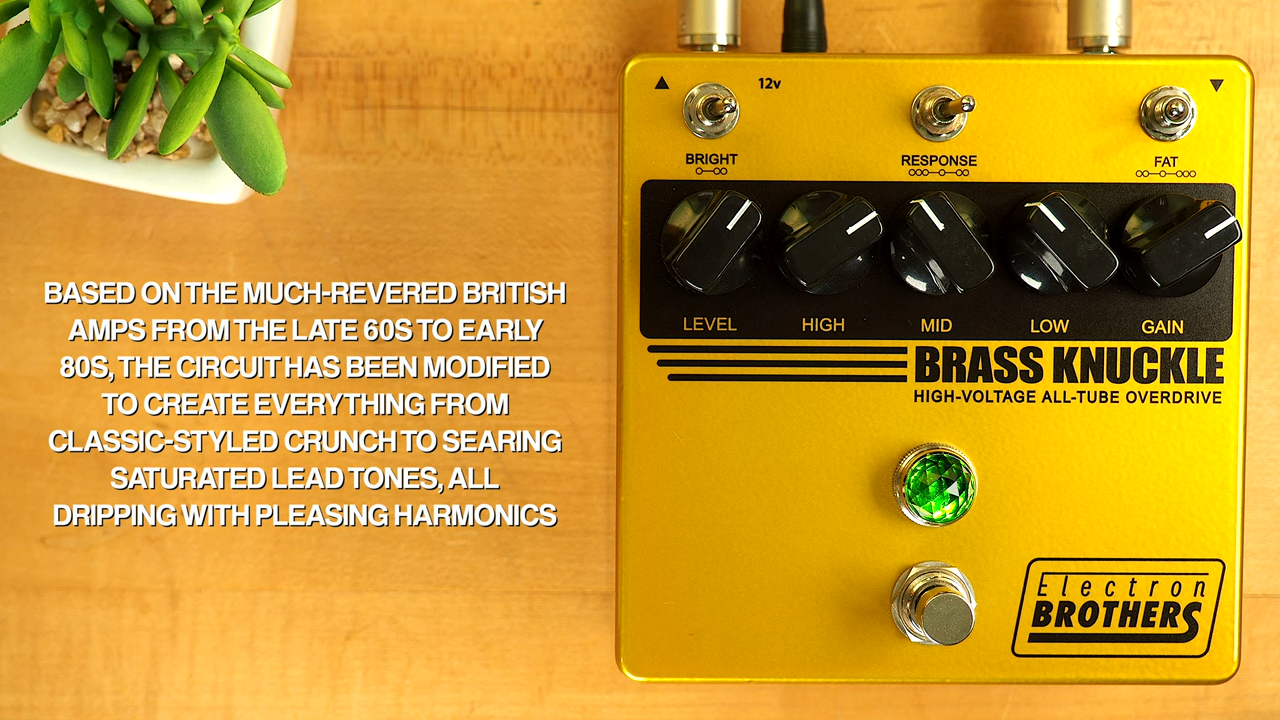 BASED ON THE MUCH-REVERED BRITISH
AMPS FROM THE LATE 60S TO EARLY
80S, THE CIRCUIT HAS BEEN MODIFIED
TO CREATE EVERYTHING FROM
CLASSIC-STYLED CRUNCH TO SEARING
SATURATED LEAD TONES, ALL
DRIPPING WITH PLEASING HARMONICS
12v
BRIGHT RESPONSE FAT
LEVEL HIGH MID LOW GAIN
BRASS KNUCKLE
HIGH-VOLTAGE ALL-TUBE OVERDRIVE
Electron
BROTHERS